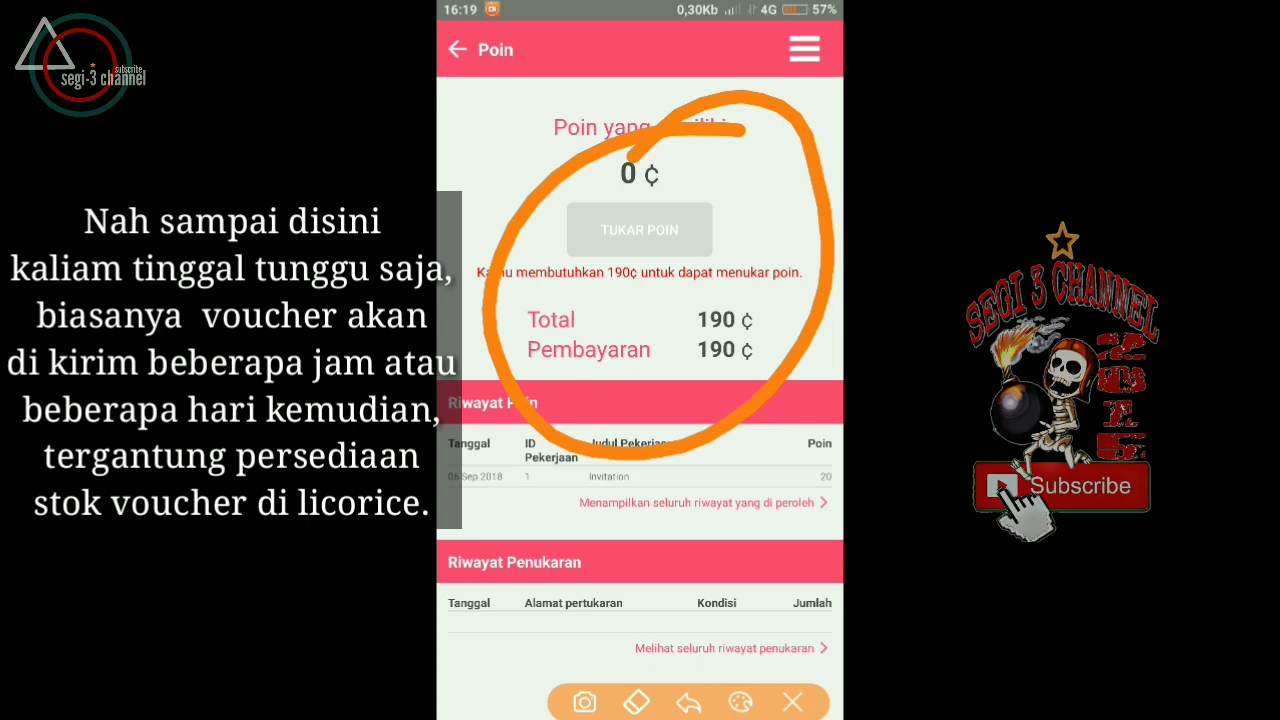 subscribe
segi-3 channel
Nah sampai disini
kaliam tinggal tunggu saja,
biasanya voucher akan
di kirim beberapa jam atau
beberapa hari kemudian,
tergantung persediaan
stok voucher di licorice.
16:19
0,30Kb
4G
57%
Poin
Poin yang
0 ¢
TUKAR POIN
Kamu membutuhkan 190¢ untuk dapat menukar poin.
Total 190 ¢
Pembayaran 190 ¢
Riwayat Poin
Tanggal ID Pekerjaan Judul Pekerjaan Poin
06 Sep 2018 1 Invitation 20
Menampilkan seluruh riwayat yang di peroleh
Riwayat Penukaran
Tanggal Alamat pertukaran Kondisi Jumlah
Melihat seluruh riwayat penukaran
SEGI 3 CHANNEL
Subscribe